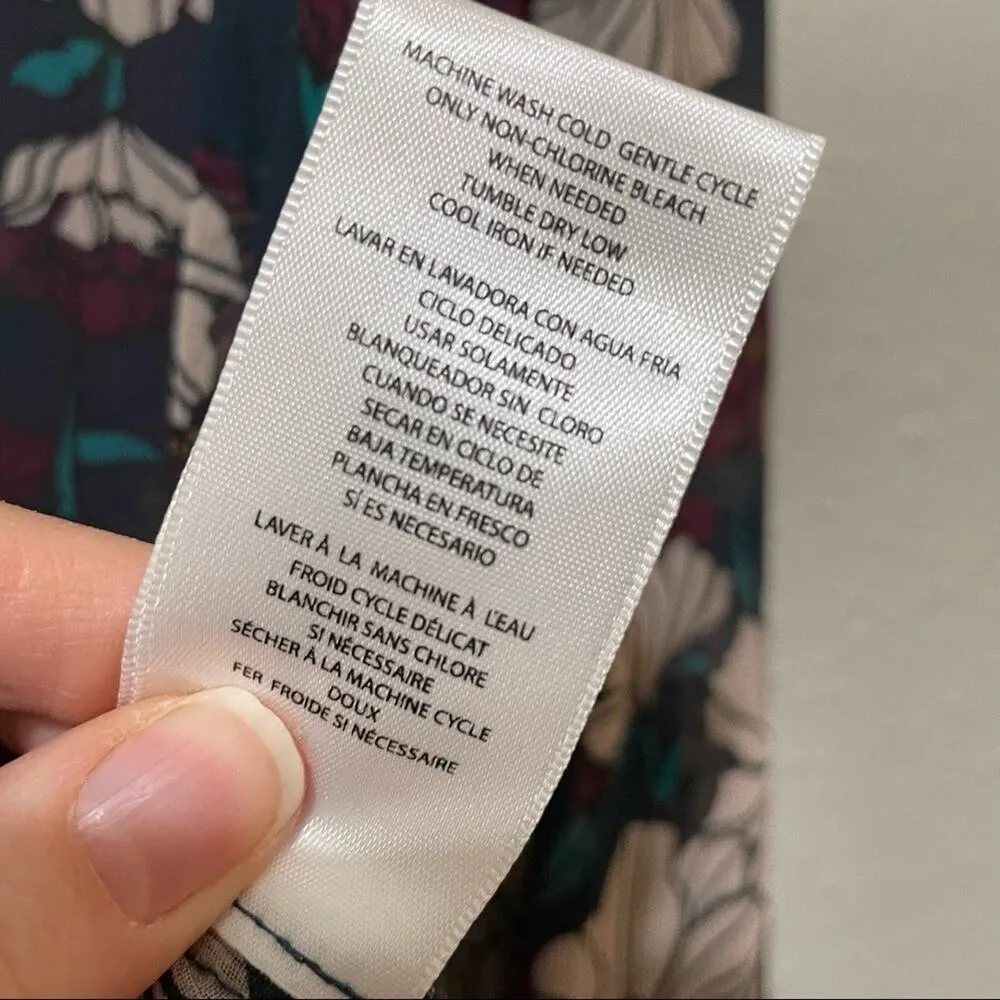 MACHINE WASH COLD GENTLE CYCLE
ONLY NON-CHLORINE BLEACH
WHEN NEEDED
TUMBLE DRY LOW
COOL IRON IF NEEDED
LAVAR EN LAVADORA CON AGUA FRIA
CICLO DELICADO
USAR SOLAMENTE
BLANQUEADOR SIN CLORO
CUANDO SE NECESITE
SECAR EN CICLO DE
BAJA TEMPERATURA
PLANCHA EN FRESCO
SÍ ES NECESARIO
LAVER À LA MACHINE À L'EAU
FROID CYCLE DÉLICAT
BLANCHIR SANS CHLORE
SI NÉCESSAIRE
SÉCHER À LA MACHINE CYCLE
DOUX
FER FROIDE SI NÉCESSAIRE